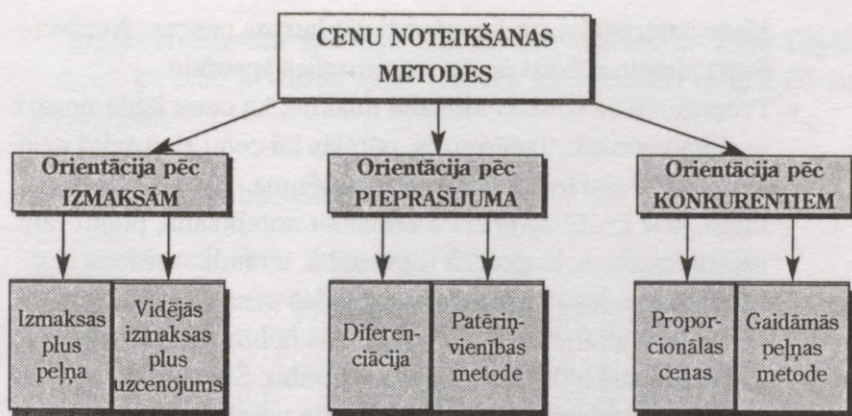 CENU NOTEIKŠANAS
METODES
Orientācija pēc
IZMAKSĀM
Orientācija pēc
PIEPRASĪJUMA
Orientācija pēc
KONKURENTIEM
Izmaksas
plus
peļņa
Vidējās
izmaksas
plus
uzcenojums
Diferen-
ciācija
Patēriņ-
vienības
metode
Propor-
cionālas
cenas
Gaidāmās
peļņas
metode